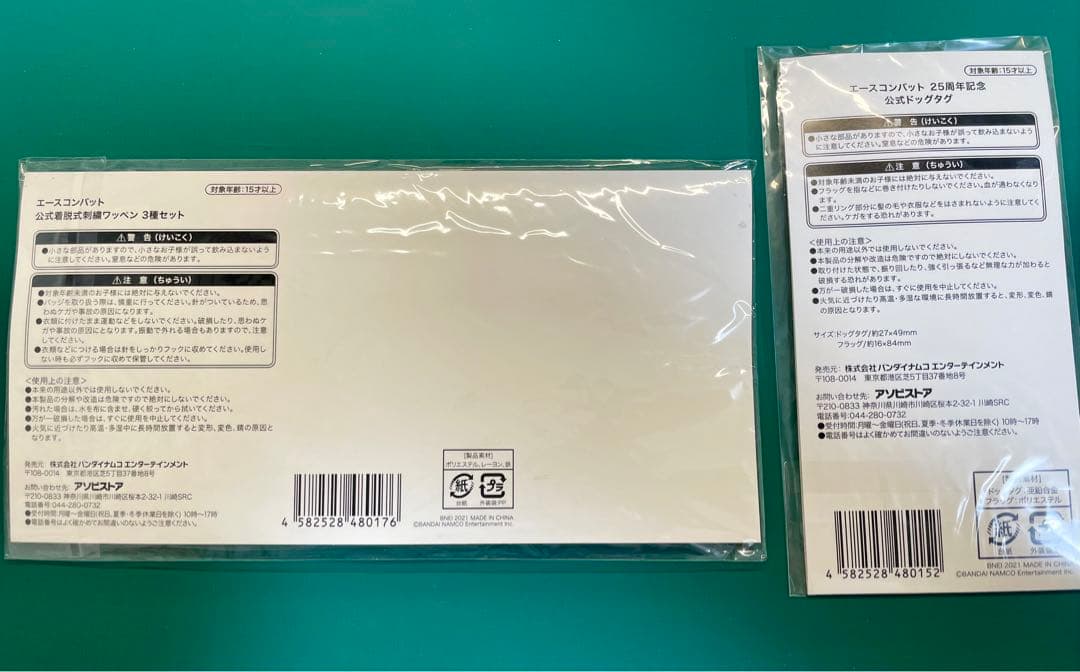 対象年齢:15才以上
エースコンバット
公式着脱式刺繍ワッペン 3種セット
⚠警 告（けいこく）
●小さな部品がありますので、小さなお子様が誤って飲み込まないよう
に注意してください。窒息などの危険があります。
⚠注 意（ちゅうい）
●対象年齢未満のお子様には絶対に与えないでください。
●バッジを取り扱う際は、慎重に行ってください。針がついているため、思
わぬケガや事故の原因になります。
●衣類に付けたまま運動などをしないでください。破損したり、思わぬケ
ガや事故の原因になります。振動で外れる場合もありますので、注意
してください。
●衣類などにつける場合は針をしっかりフックに収めてください。使用し
ない時も必ずフックに収めて保管してください。
＜使用上の注意＞
●本来の用途以外では使用しないでください。
●本製品の分解や改造は危険ですので絶対にしないでください。
●汚れた場合は、水を布に含ませ、硬く絞ってから拭いてください。
●万が一破損した場合は、すぐに使用を中止してください。
●火気に近づけたり高温・多湿中に長時間放置すると変形、変色、錆の原因と
なります。
発売元: 株式会社 バンダイナムコ エンターテインメント
〒108-0014 東京都港区芝5丁目37番地8号
お問い合わせ先: アソビストア
〒210-0833 神奈川県川崎市川崎区桜本2-32-1 川崎SRC
電話番号:044-280-0732
●受付時間:月曜〜金曜日(祝日、夏季・冬季休業日を除く) 10時〜17時
●電話番号はよく確かめてお間違いのないようご注意ください。
4 582528 480176
[製品素材]
ポリエステル、レーヨン、鉄
紙
プラ
台紙
外装袋:PP
BNEI 2021 MADE IN CHINA
©BANDAI NAMCO Entertainment Inc.
対象年齢:15才以上
エースコンバット 25周年記念
公式ドッグタグ
⚠警 告（けいこく）
●小さな部品がありますので、小さなお子様が誤って飲み込まないよう
に注意してください。窒息などの危険があります。
⚠注 意（ちゅうい）
●対象年齢未満のお子様には絶対に与えないでください。
●フラッグを指などに巻き付けたりしないでください。血が通わなくなり
ます。
●二重リング部分に髪の毛や衣服などをはさまれないように注意してく
ださい。ケガをする恐れがあります。
＜使用上の注意＞
●本来の用途以外では使用しないでください。
●本製品の分解や改造は危険ですので絶対にしないでください。
●取り付けた状態で、振り回したり、強く引っ張るなど無理な力が加わると
破損する恐れがあります。
●万が一破損した場合は、すぐに使用を中止してください。
●火気に近づけたり高温・多湿な環境に長時間放置すると、変形、変色、錆
の原因となります。
サイズ:ドッグタグ/約27×49mm
フラッグ/約16×84mm
発売元: 株式会社 バンダイナムコ エンターテインメント
〒108-0014 東京都港区芝5丁目37番地8号
お問い合わせ先: アソビストア
〒210-0833 神奈川県川崎市川崎区桜本2-32-1 川崎SRC
電話番号:044-280-0732
●受付時間:月曜〜金曜日(祝日、夏季・冬季休業日を除く) 10時〜17時
●電話番号はよく確かめてお間違いのないようご注意ください。
4 582528 480152
[製品素材]
ドッグタグ:亜鉛合金
フラッグ:ポリエステル
紙
台紙
外装
BNEI 2021 MADE IN C
©BANDAI NAMCO Entertainment Inc.